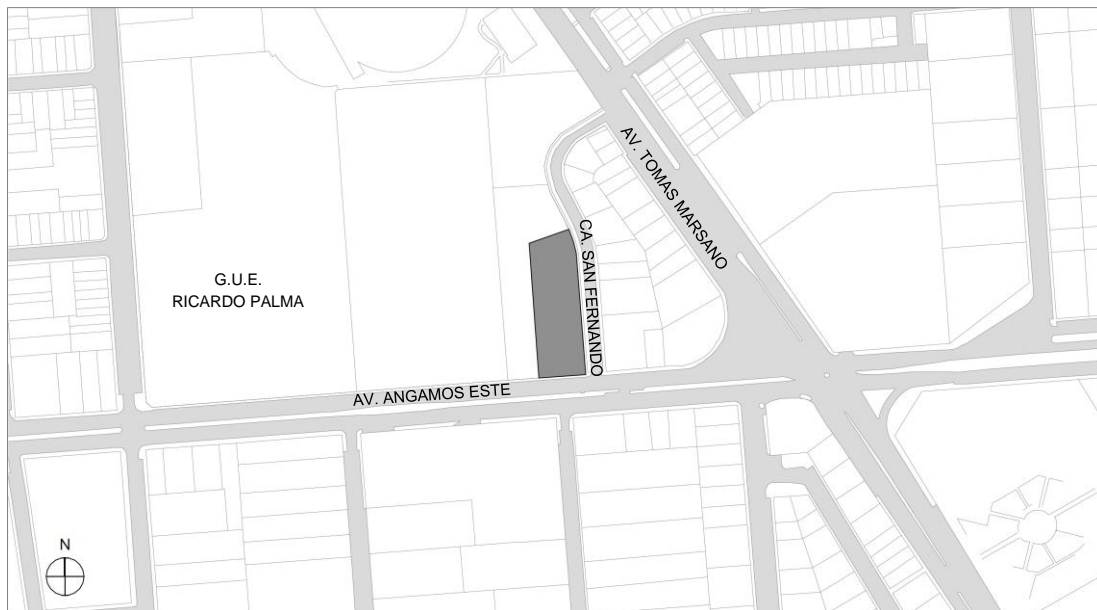 AV. TOMAS MARSANO
CA. SAN FERNANDO
G.U.E.
RICARDO PALMA
AV. ANGAMOS ESTE
N